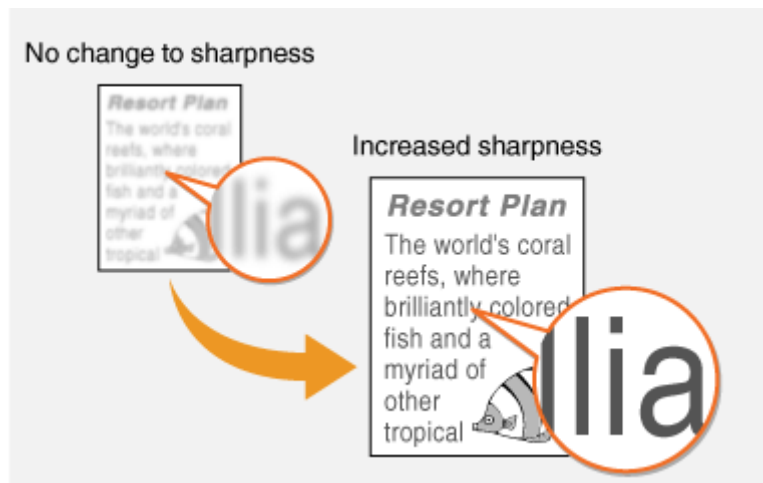 No change to sharpness
Resort Plan
The world's coral
reefs, where
brilliantly colored
fish and a
myriad of
other
tropical
lia
Increased sharpness
Resort Plan
The world's coral
reefs, where
brilliantly colored
fish and a
myriad of
other
tropical
llia